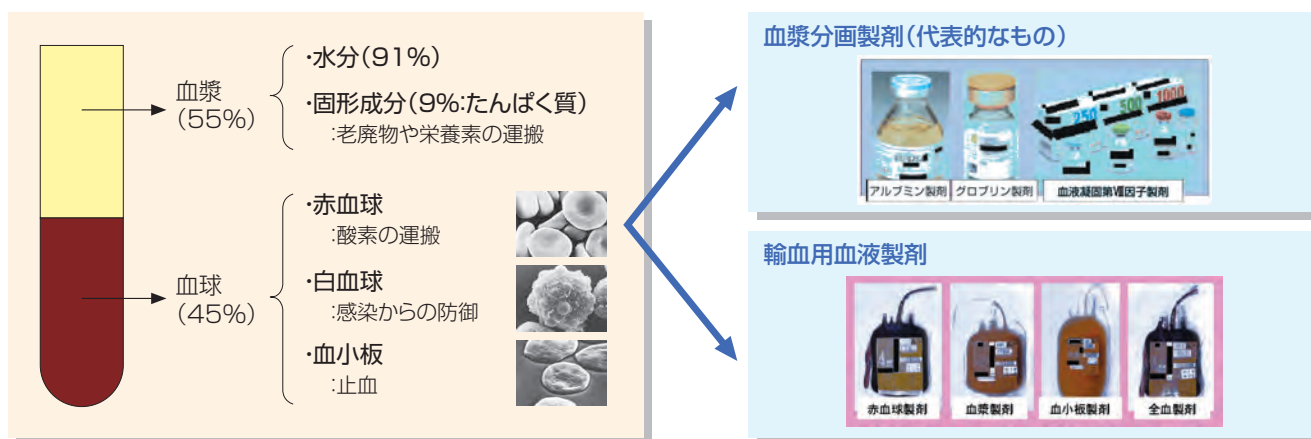 血漿
(55%)
・水分(91%)
・固形成分(9%:たんぱく質)
:老廃物や栄養素の運搬
血球
(45%)
・赤血球
:酸素の運搬
・白血球
:感染からの防御
・血小板
:止血
血漿分画製剤(代表的なもの)
250
500
1000
アルブミン製剤
グロブリン製剤
血液凝固第Ⅷ因子製剤
輸血用血液製剤
赤血球製剤
血漿製剤
血小板製剤
全血製剤